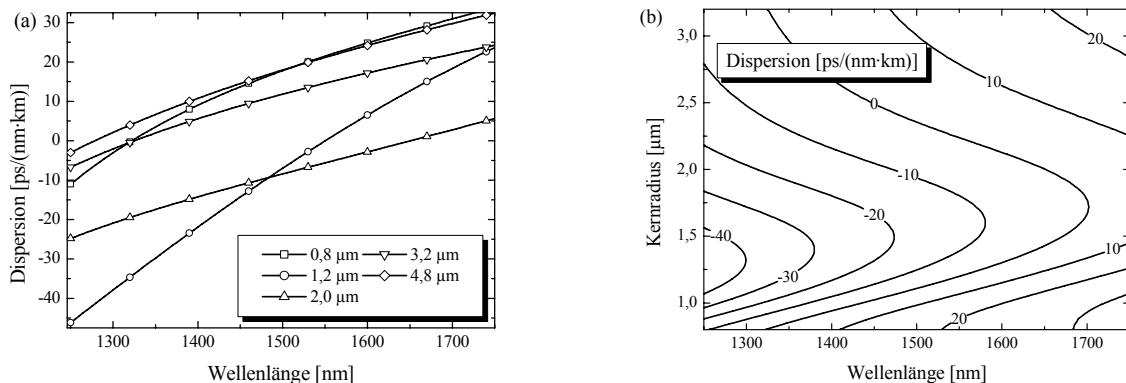 (a)
30
20
10
0
-10
-20
-30
-40
Dispersion [ps/(nm·km)]
0,8 µm
1,2 µm
2,0 µm
3,2 µm
4,8 µm
1300
1400
1500
1600
1700
Wellenlänge [nm]
(b)
Dispersion [ps/(nm·km)]
3,0
2,5
2,0
1,5
1,0
Kernradius [µm]
20
10
0
-10
-20
-40
-30
10
20
1300
1400
1500
1600
1700
Wellenlänge [nm]